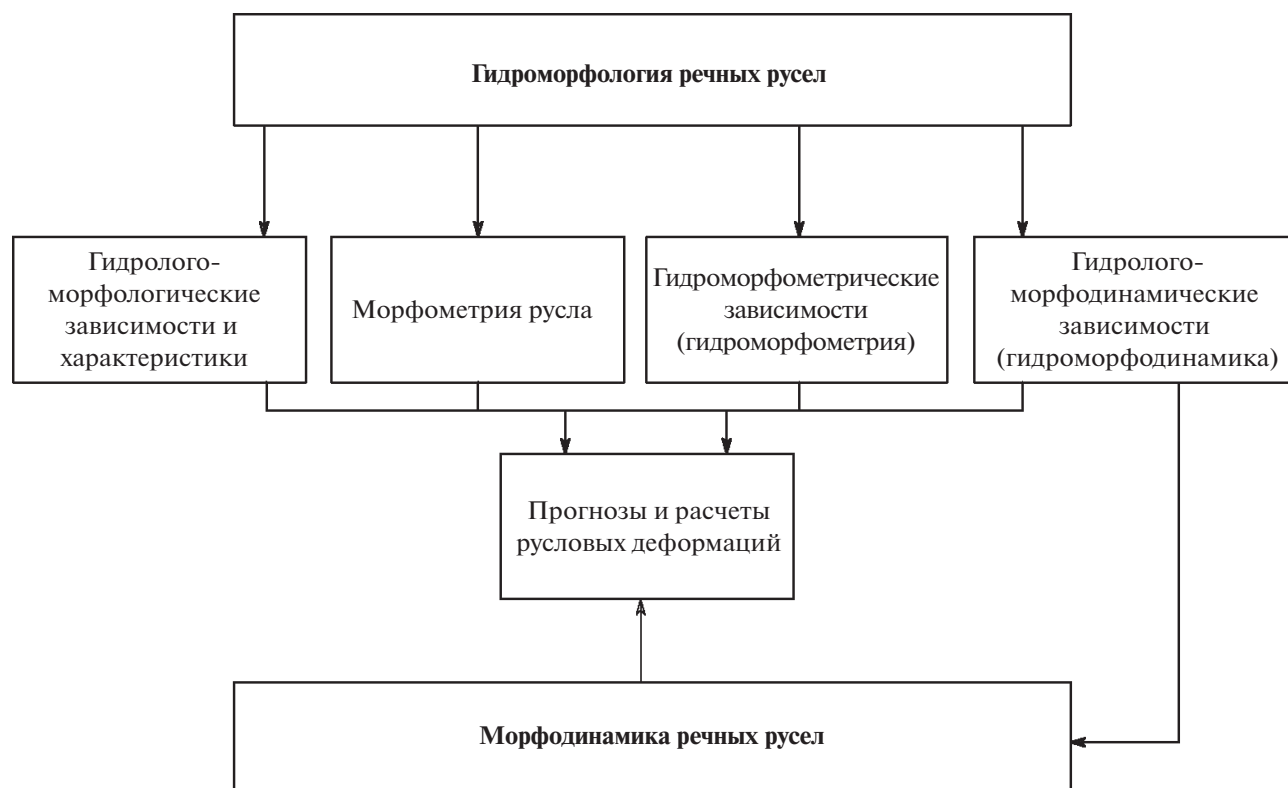 Гидроморфология речных русел
Гидролого-
морфологические
зависимости и
характеристики
Морфометрия русла
Гидроморфометрические
зависимости
(гидроморфометрия)
Гидролого-
морфодинамические
зависимости
(гидроморфодинамика)
Прогнозы и расчеты
русловых деформаций
Морфодинамика речных русел